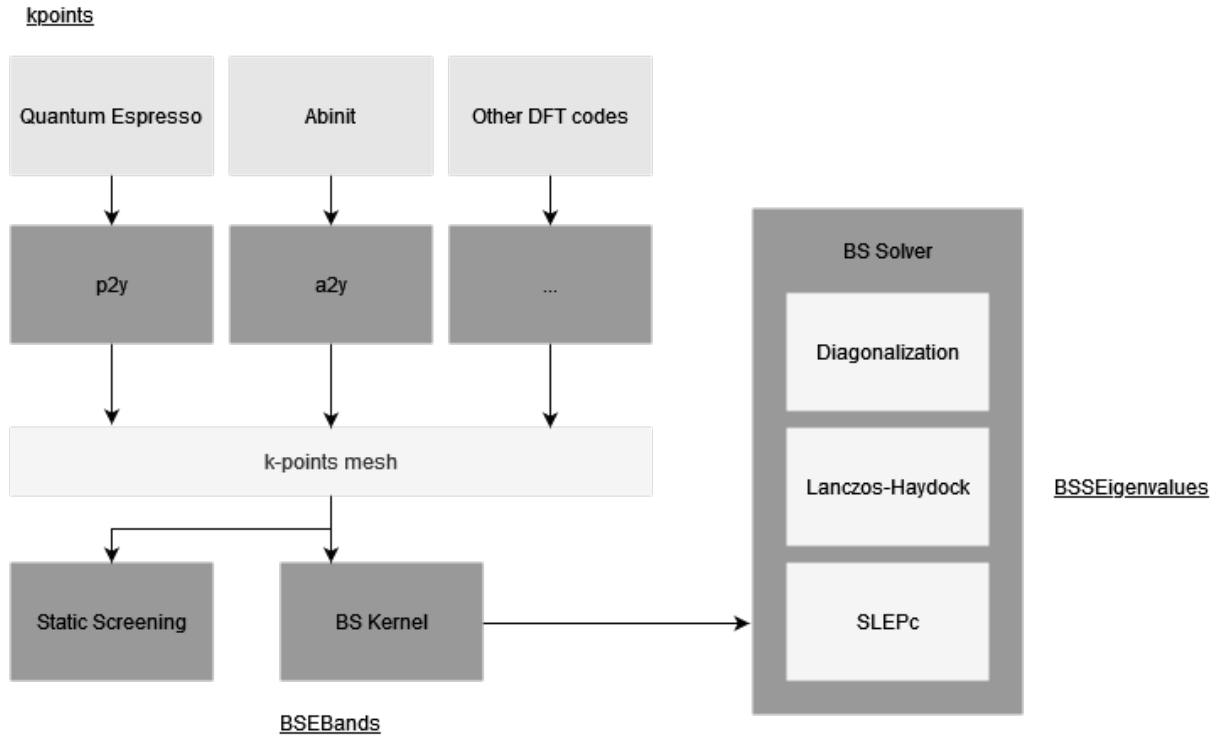 kpoints
Quantum Espresso
Abinit
Other DFT codes
p2y
a2y
...
k-points mesh
Static Screening
BS Kernel
BSEBands
BS Solver
Diagonalization
Lanczos-Haydock
SLEPc
BSSEigenvalues